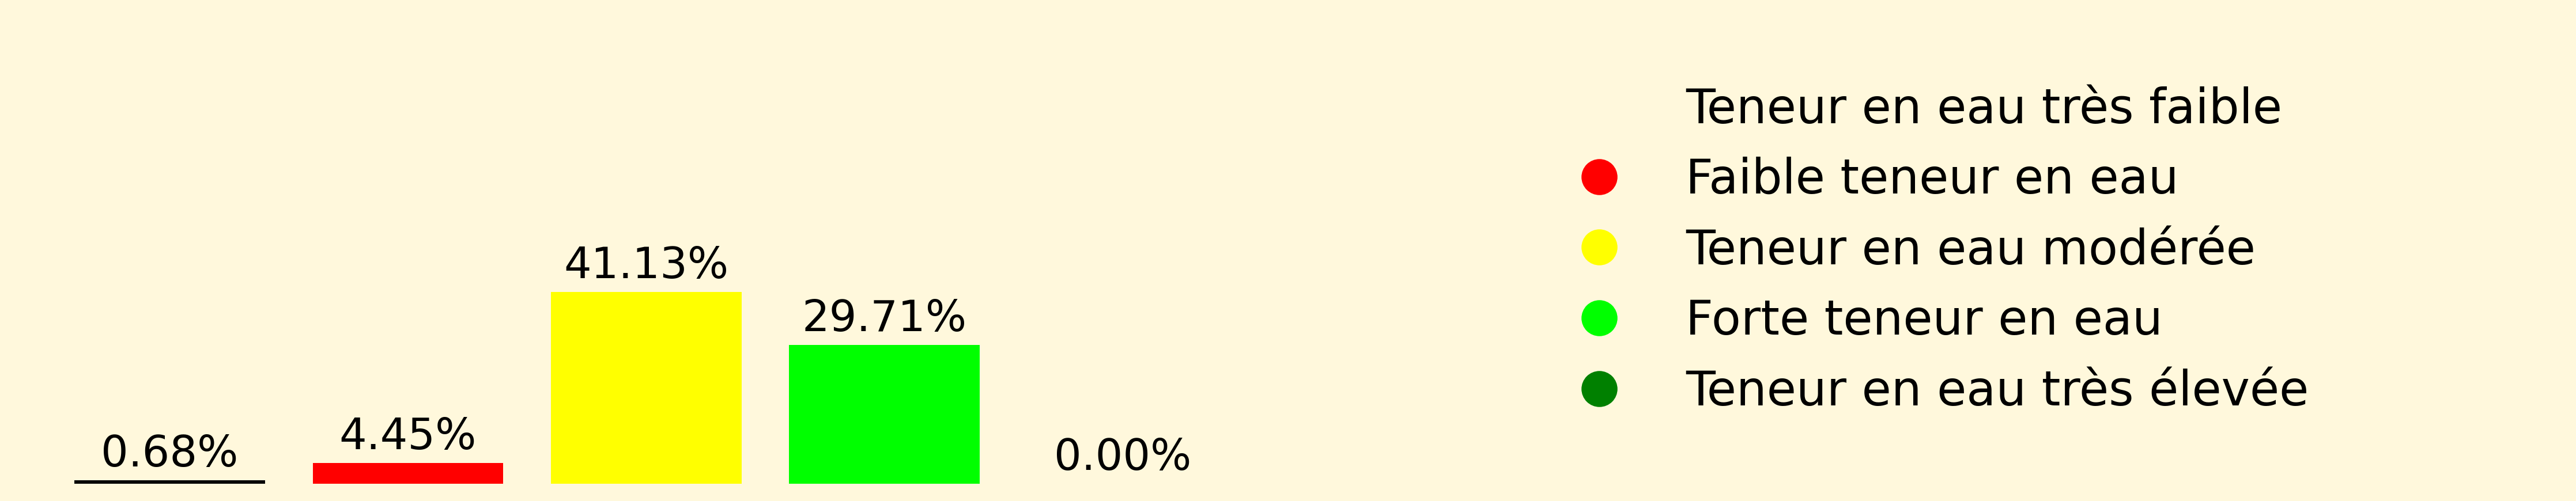 0.68%
4.45%
41.13%
29.71%
0.00%
Teneur en eau très faible
Faible teneur en eau
Teneur en eau modérée
Forte teneur en eau
Teneur en eau très élevée